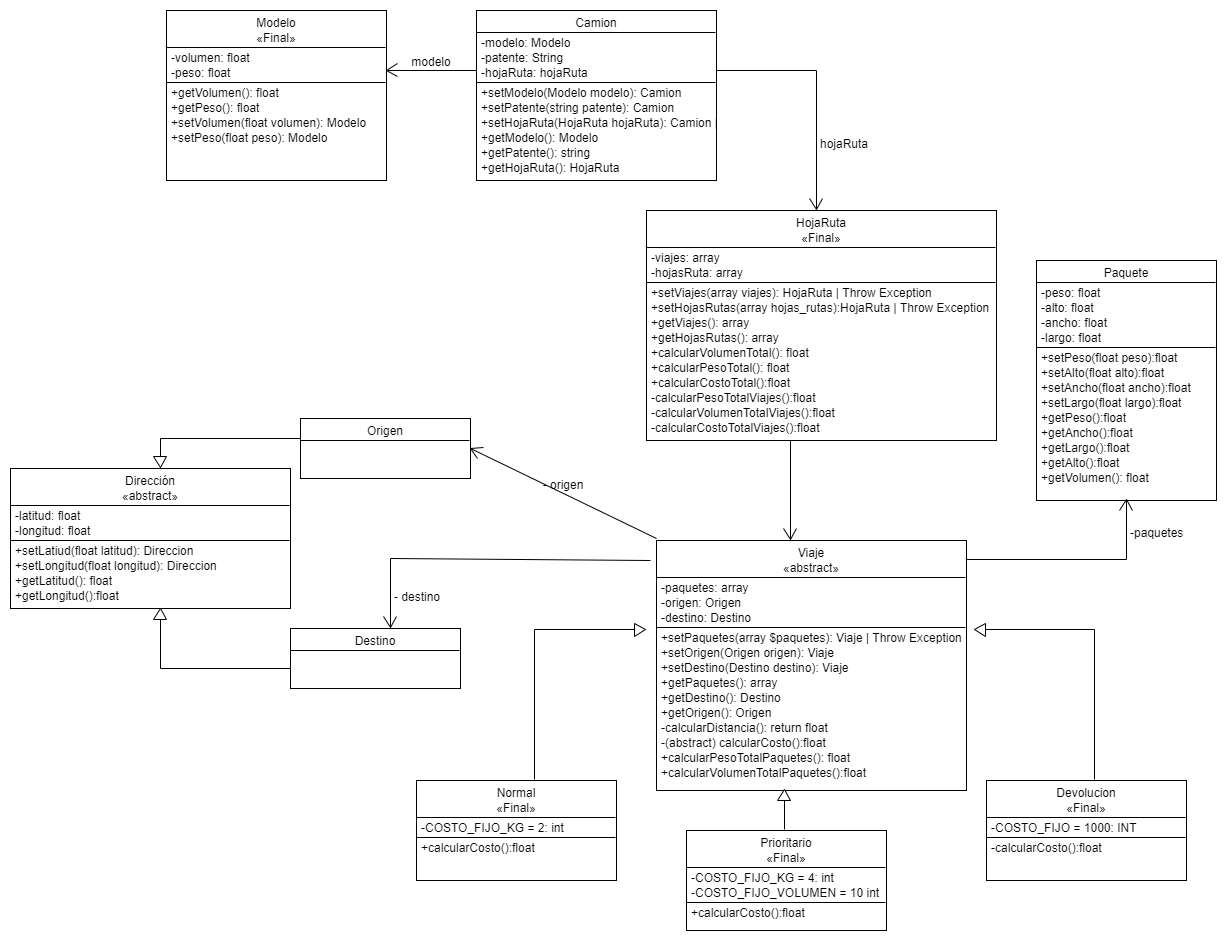 Modelo
«Final»
-volumen: float
-peso: float
+getVolumen(): float
+getPeso(): float
+setVolumen(float volumen): Modelo
+setPeso(float peso): Modelo
modelo
Camion
-modelo: Modelo
-patente: String
-hojaRuta: hojaRuta
+setModelo(Modelo modelo): Camion
+setPatente(string patente): Camion
+setHojaRuta(HojaRuta hojaRuta): Camion |
+getModelo(): Modelo
+getPatente(): string
+getHojaRuta(): HojaRuta
hojaRuta
HojaRuta
«Final»
-viajes: array
-hojasRuta: array
+setViajes(array viajes): HojaRuta | Throw Exception
+setHojasRutas(array hojas_rutas):HojaRuta | Throw Exception
+getViajes(): array
+getHojasRutas(): array
+calcularVolumenTotal(): float
+calcularPesoTotal(): float
+calcularCostoTotal():float
-calcularPesoTotalViajes():float
-calcularVolumenTotalViajes():float
-calcularCostoTotalViajes():float
Paquete
-peso: float
-alto: float
-ancho: float
-largo: float
+setPeso(float peso):float
+setAlto(float alto):float
+setAncho(float ancho):float
+setLargo(float largo):float
+getPeso():float
+getAncho():float
+getLargo():float
+getAlto():float
+getVolumen(): float
-paquetes
Origen
- origen
Dirección
«abstract»
-latitud: float
-longitud: float
+setLatiud(float latitud): Direccion
+setLongitud(float longitud): Direccion
+getLatitud(): float
+getLongitud():float
- destino
Destino
Viaje
«abstract»
-paquetes: array
-origen: Origen
-destino: Destino
+setPaquetes(array $paquetes): Viaje | Throw Exception
+setOrigen(Origen origen): Viaje
+setDestino(Destino destino): Viaje
+getPaquetes(): array
+getDestino(): Destino
+getOrigen(): Origen
-calcularDistancia(): return float
-(abstract) calcularCosto():float
+calcularPesoTotalPaquetes(): float
+calcularVolumenTotalPaquetes():float
Normal
«Final»
-COSTO_FIJO_KG = 2: int
+calcularCosto():float
Prioritario
«Final»
-COSTO_FIJO_KG = 4: int
-COSTO_FIJO_VOLUMEN = 10 int
+calcularCosto():float
Devolucion
«Final»
-COSTO_FIJO = 1000: INT
-calcularCosto():float